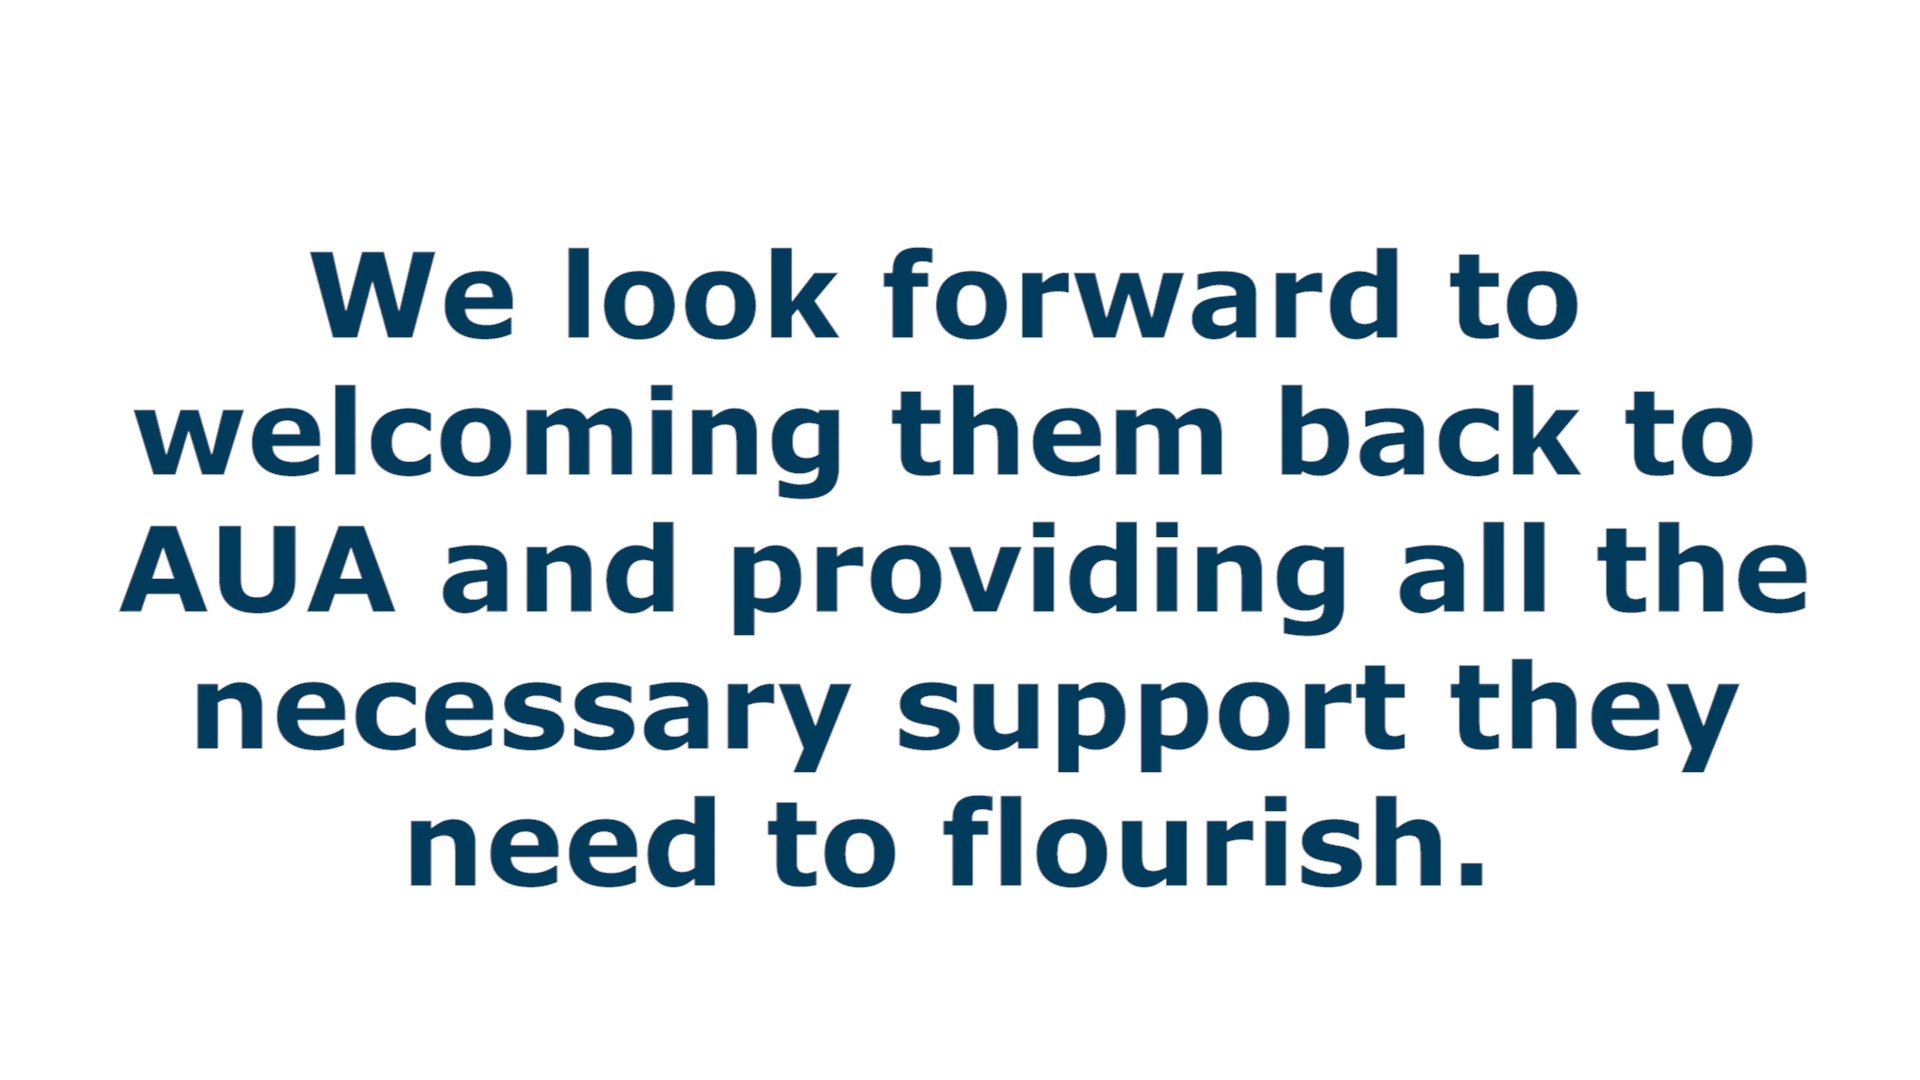 We look forward to
welcoming them back to
AUA and providing all the
necessary support they
need to flourish.